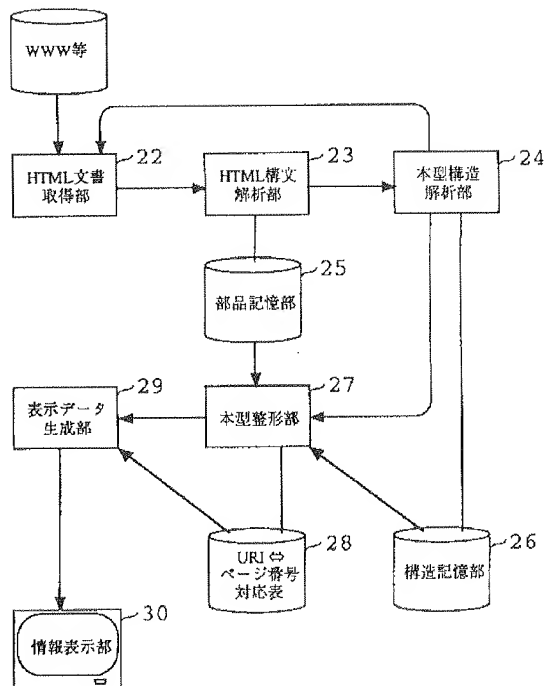 WWW等
22
HTML文書
取得部
23
HTML構文
解析部
24
本型構造
解析部
25
部品記憶部
29
表示データ
生成部
27
本型整形部
28
URI ⇔
ページ番号
対応表
26
構造記憶部
30
情報表示部